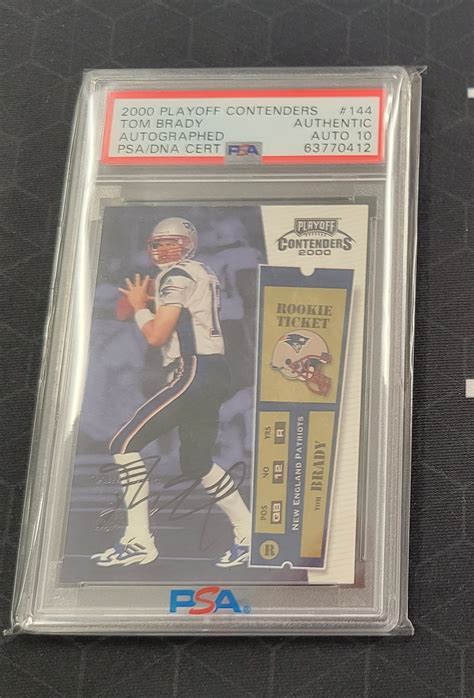 2000 PLAYOFF CONTENDERS #144
TOM BRADY AUTHENTIC
AUTOGRAPHED AUTO 10
PSA/DNA CERT PSA 63770412
PLAYOFF
CONTENDERS
2000
ROOKIE
TICKET
POS QB NO 12 YRS R
NEW ENGLAND PATRIOTS
TOM BRADY
R
PSA